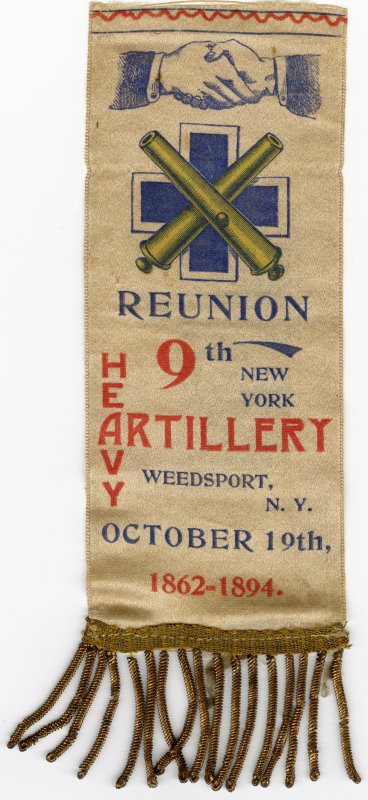 REUNION
9th
NEW
YORK
HEAVY
ARTILLERY
WEEDSPORT,
N. Y.
OCTOBER 19th,
1862-1894.